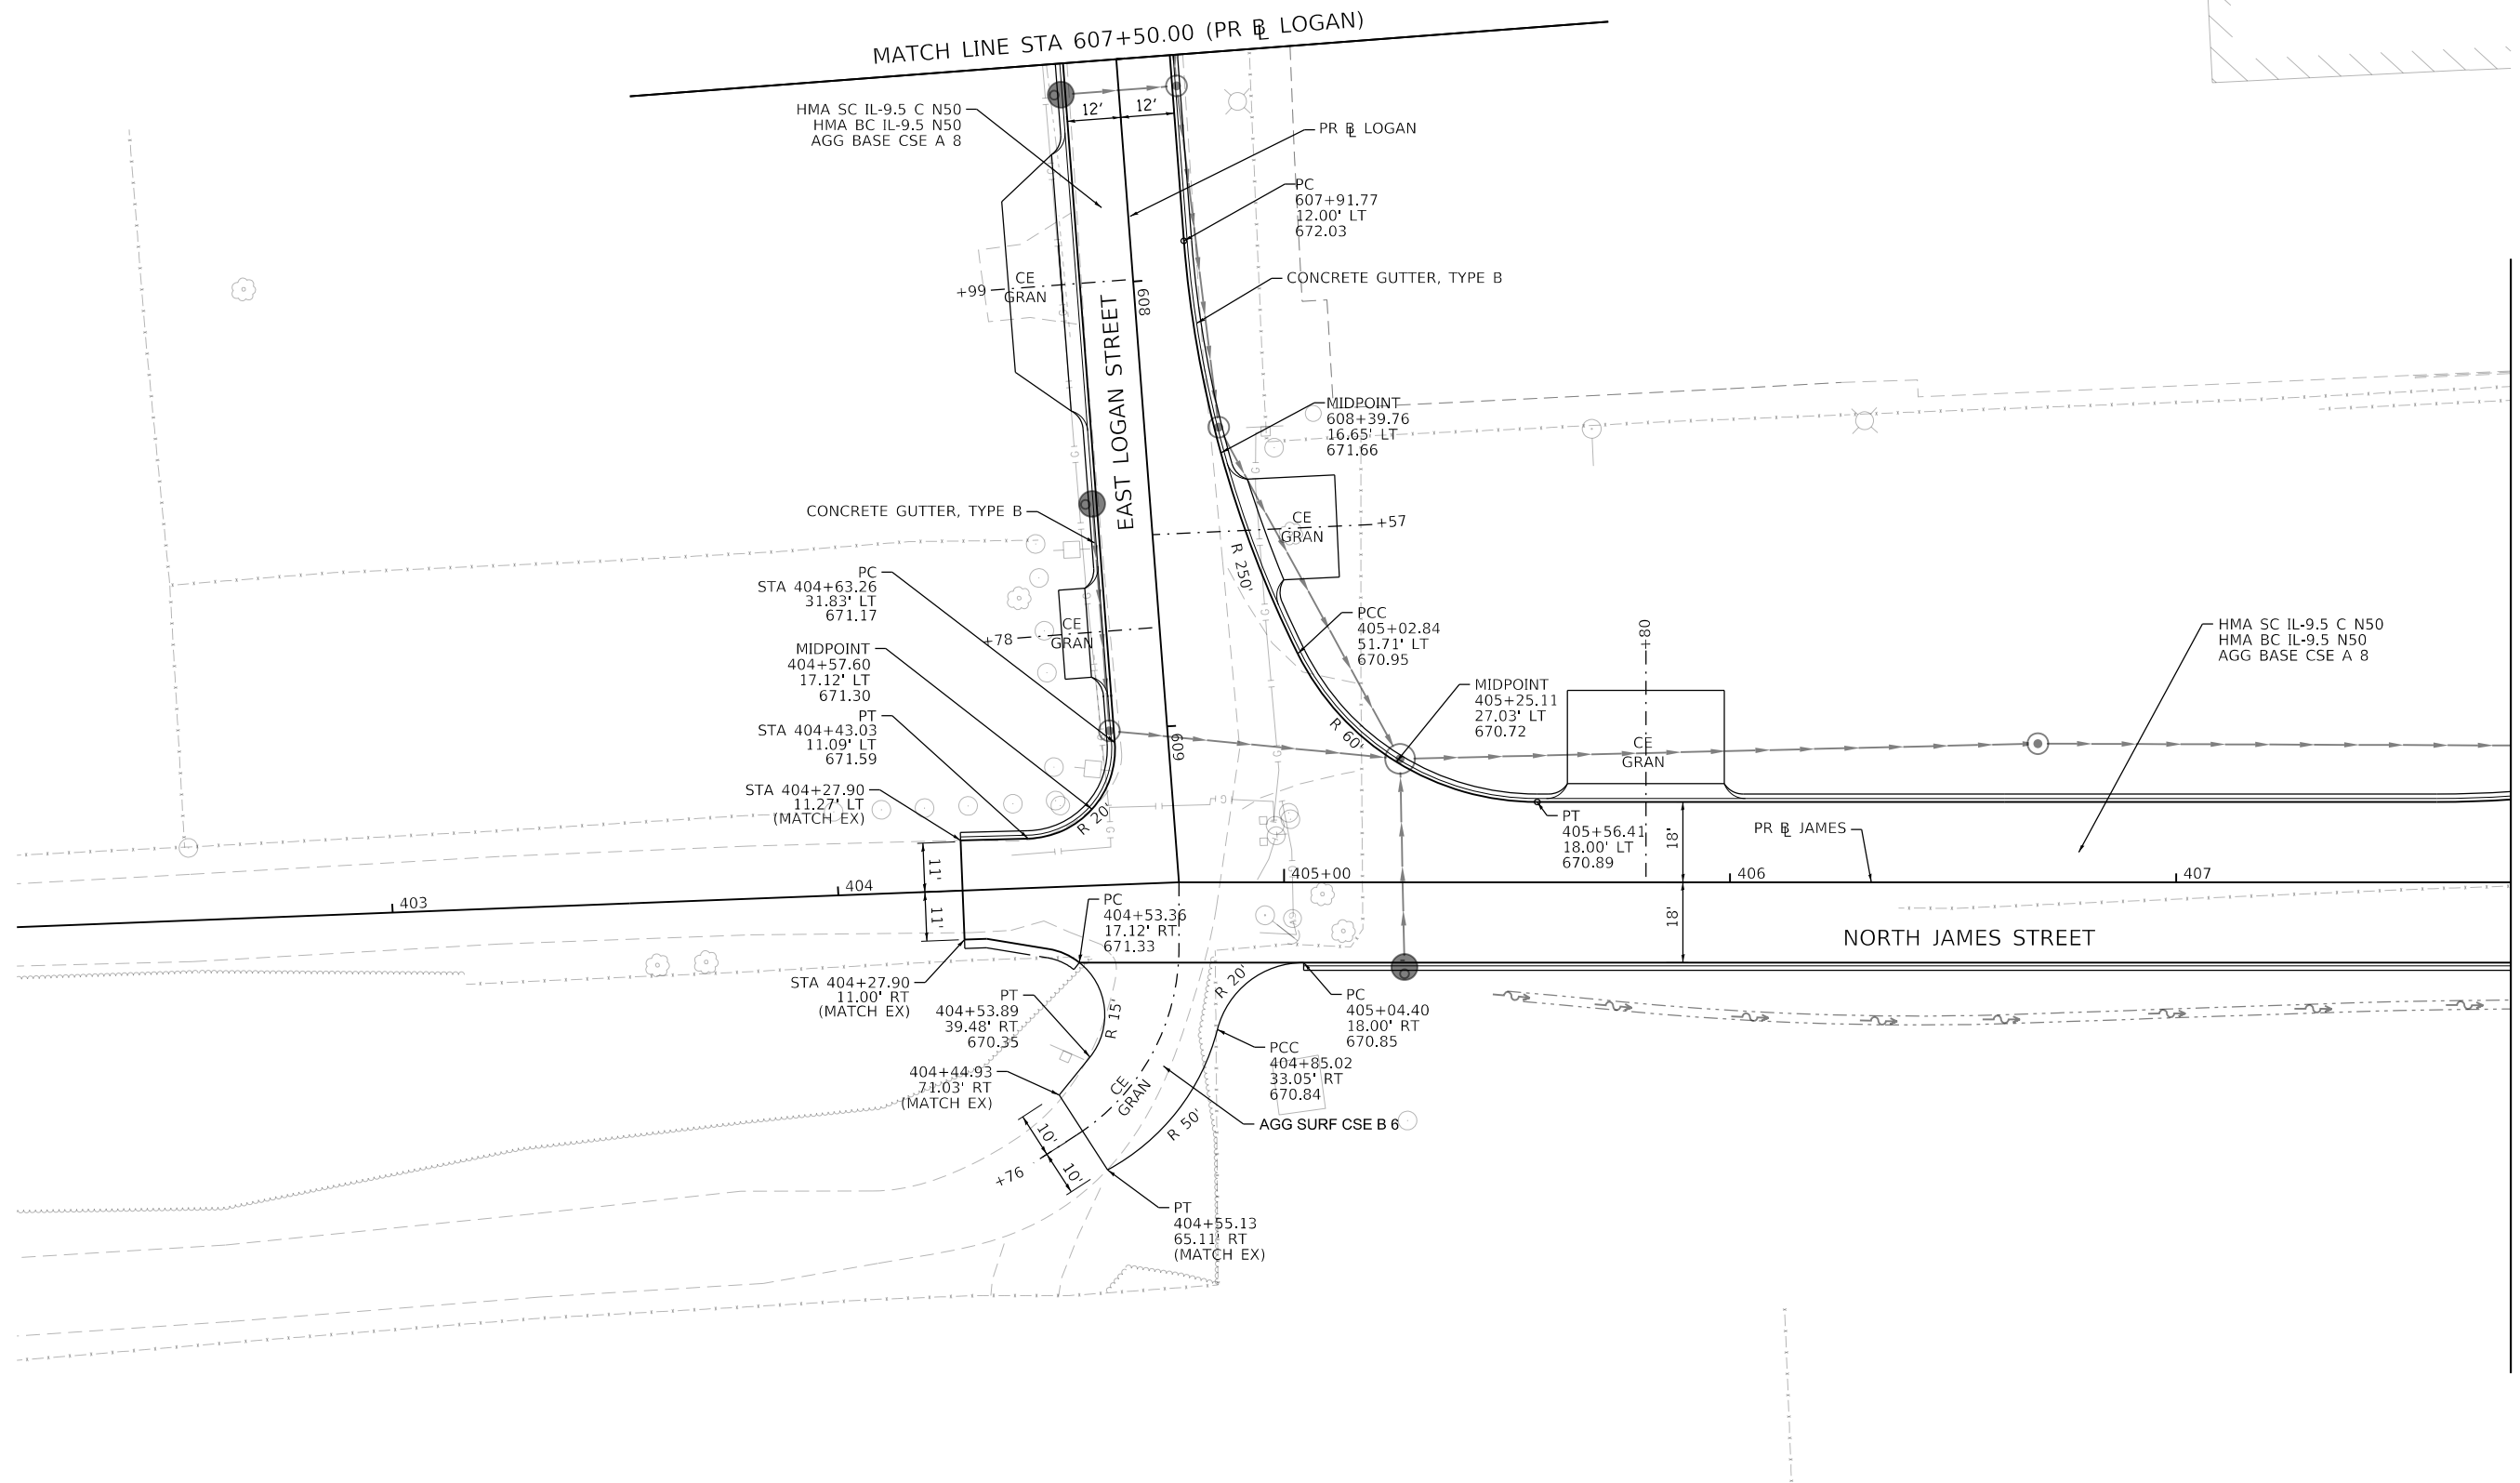 MATCH LINE STA 607+50.00 (PR BL LOGAN)
HMA SC IL-9.5 C N50
HMA BC IL-9.5 N50
AGG BASE CSE A 8
12'
12'
PR BL LOGAN
PC
607+91.77
12.00' LT
672.03
CONCRETE GUTTER, TYPE B
+99
CE
GRAN
608
EAST LOGAN STREET
MIDPOINT
608+39.76
16.65' LT
671.66
CONCRETE GUTTER, TYPE B
CE
GRAN
+57
R 250'
PC
STA 404+63.26
31.83' LT
671.17
+78
CE
GRAN
PCC
405+02.84
51.71' LT
670.95
+80
HMA SC IL-9.5 C N50
HMA BC IL-9.5 N50
AGG BASE CSE A 8
MIDPOINT
404+57.60
17.12' LT
671.30
MIDPOINT
405+25.11
27.03' LT
670.72
PT
STA 404+43.03
11.09' LT
671.59
609
R 60'
CE
GRAN
STA 404+27.90
11.27' LT
(MATCH EX)
R 20'
PT
405+56.41
18.00' LT
670.89
18'
PR BL JAMES
11'
403
404
405+00
406
407
11'
18'
PC
404+53.36
17.12' RT
671.33
NORTH JAMES STREET
STA 404+27.90
11.00' RT
(MATCH EX)
R 20'
PT
404+53.89
39.48' RT
670.35
R 15'
PC
405+04.40
18.00' RT
670.85
PCC
404+85.02
33.05' RT
670.84
404+44.93
71.03' RT
(MATCH EX)
CE
GRAN
AGG SURF CSE B 6
R 50'
10'
10'
+76
PT
404+55.13
65.11' RT
(MATCH EX)
G
G
G
G
G
G
G
G